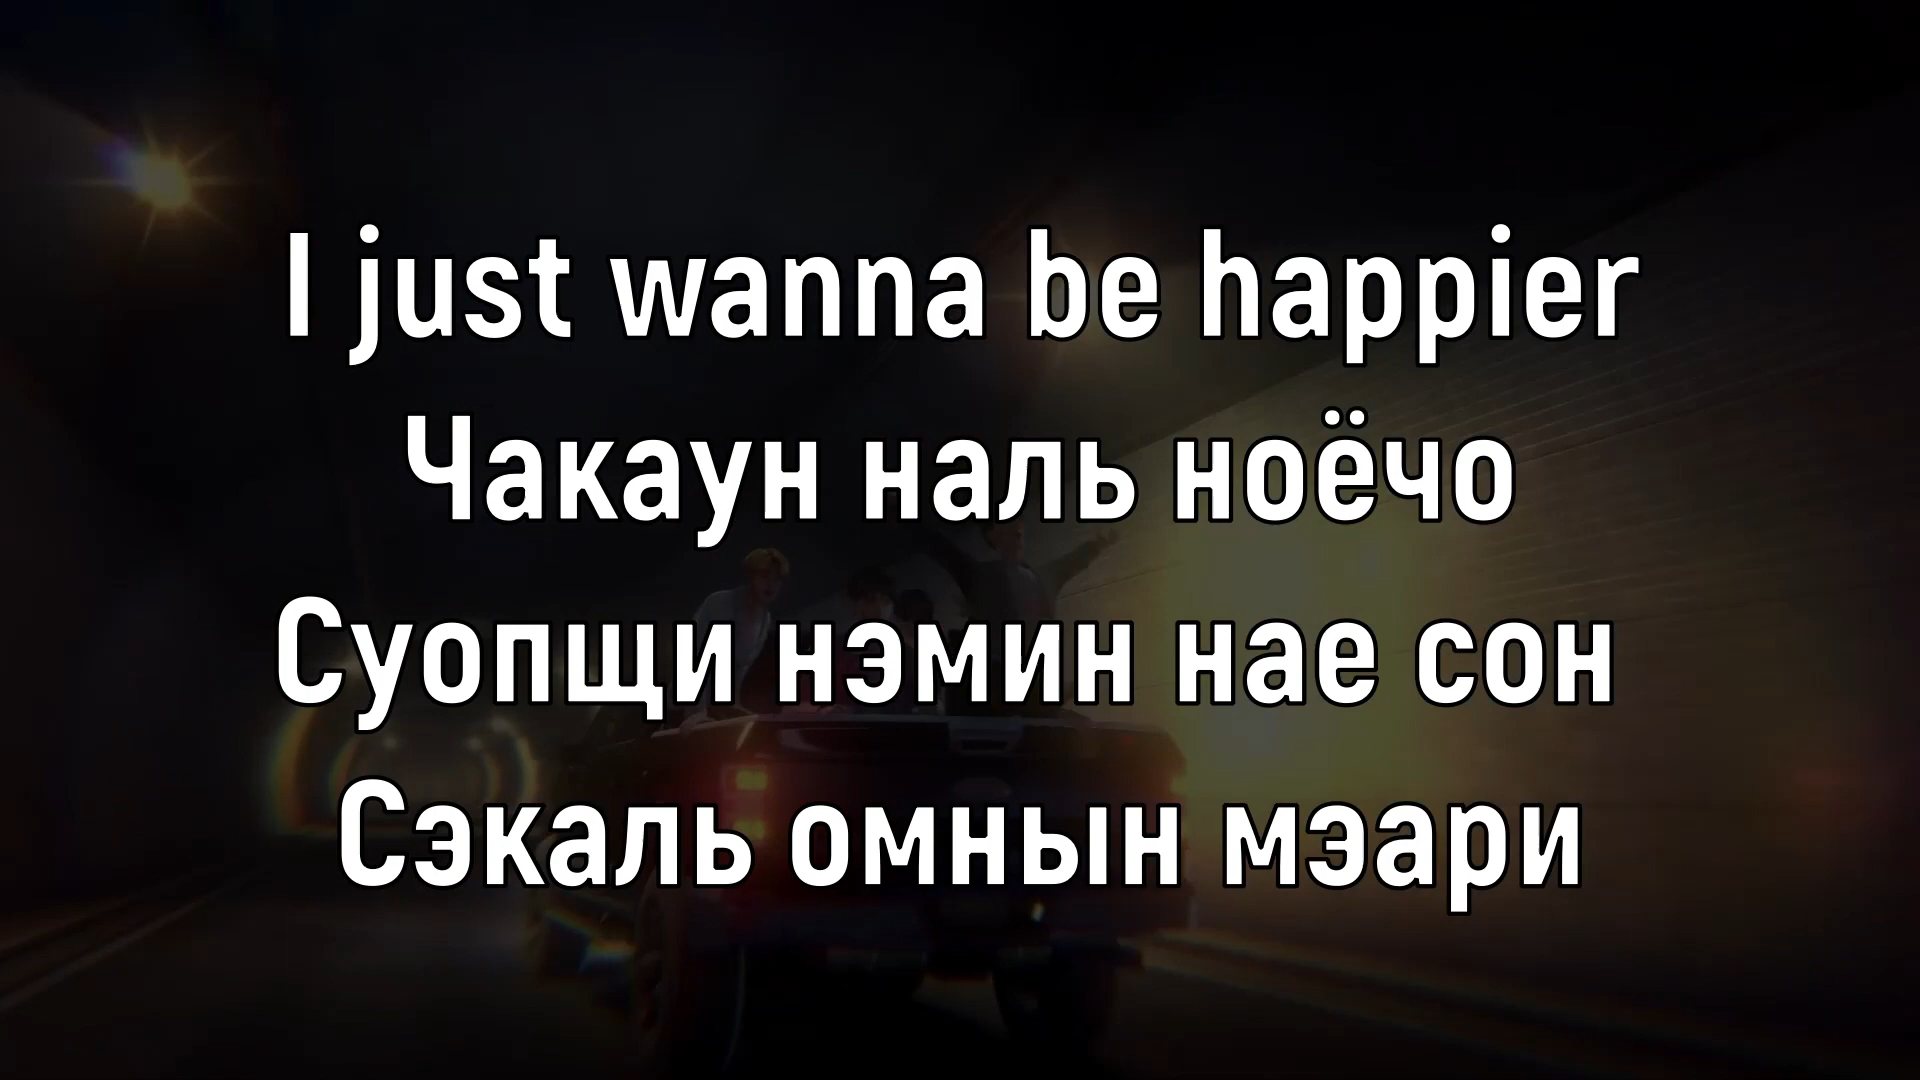 I just wanna be happier
Чакаун наль ноёчо
Суопщи нэмин нае сон
Сэкаль омнын мэари